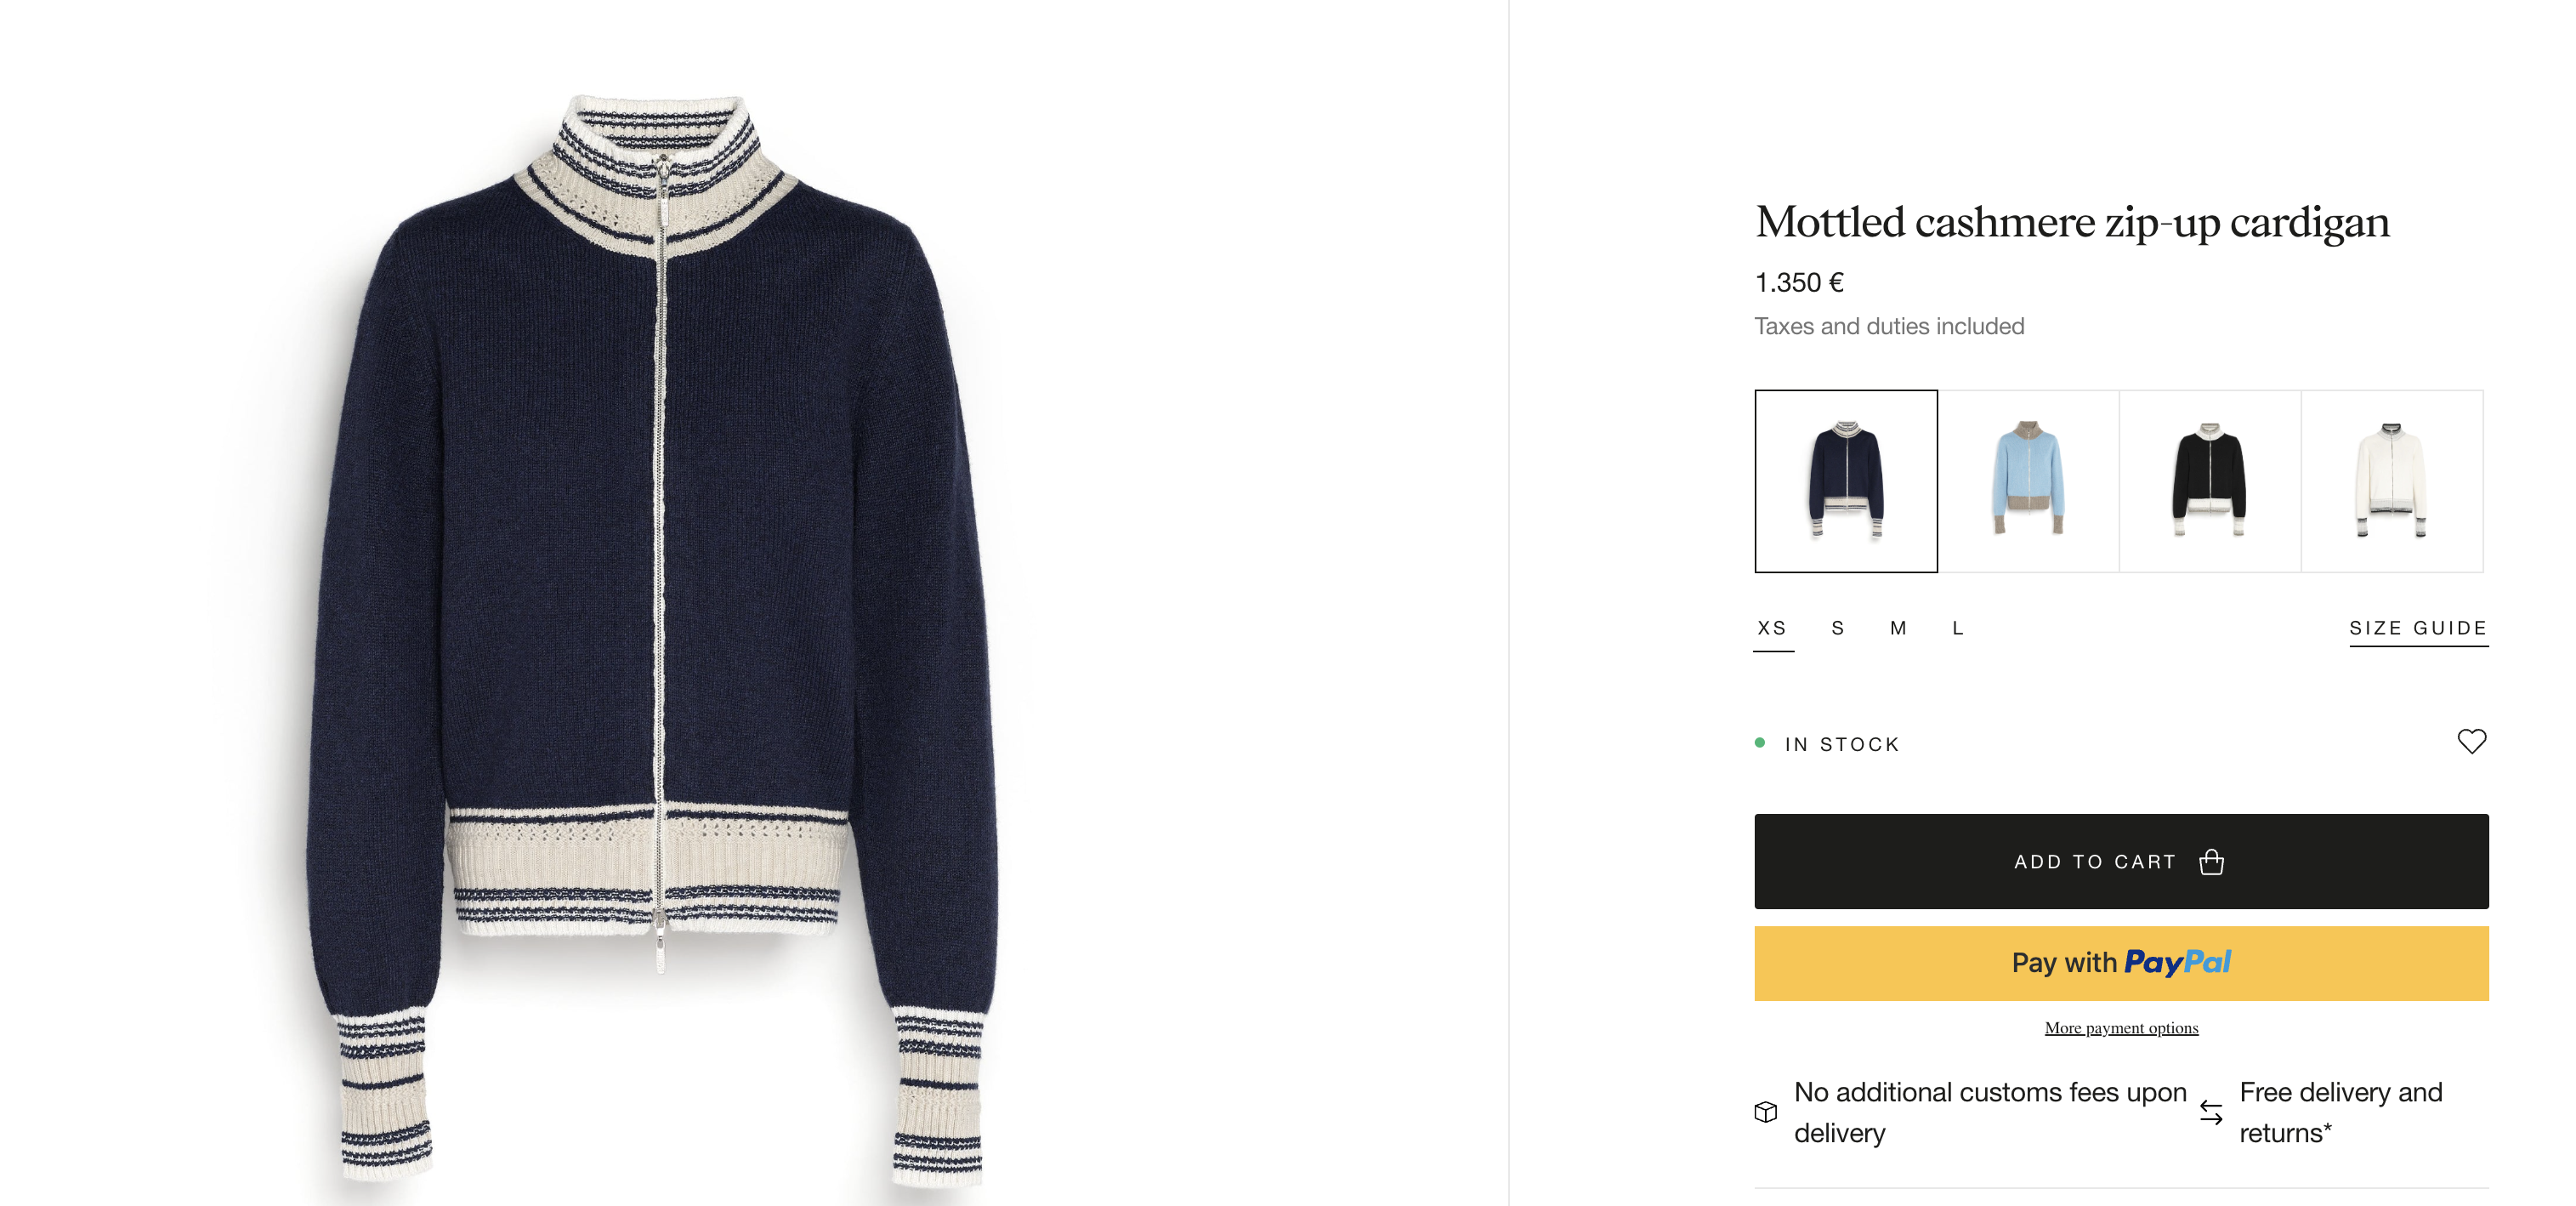 Mottled cashmere zip-up cardigan
1.350 €
Taxes and duties included
XS S M L SIZE GUIDE
IN STOCK
ADD TO CART
Pay with PayPal
More payment options
No additional customs fees upon
delivery
Free delivery and
returns*